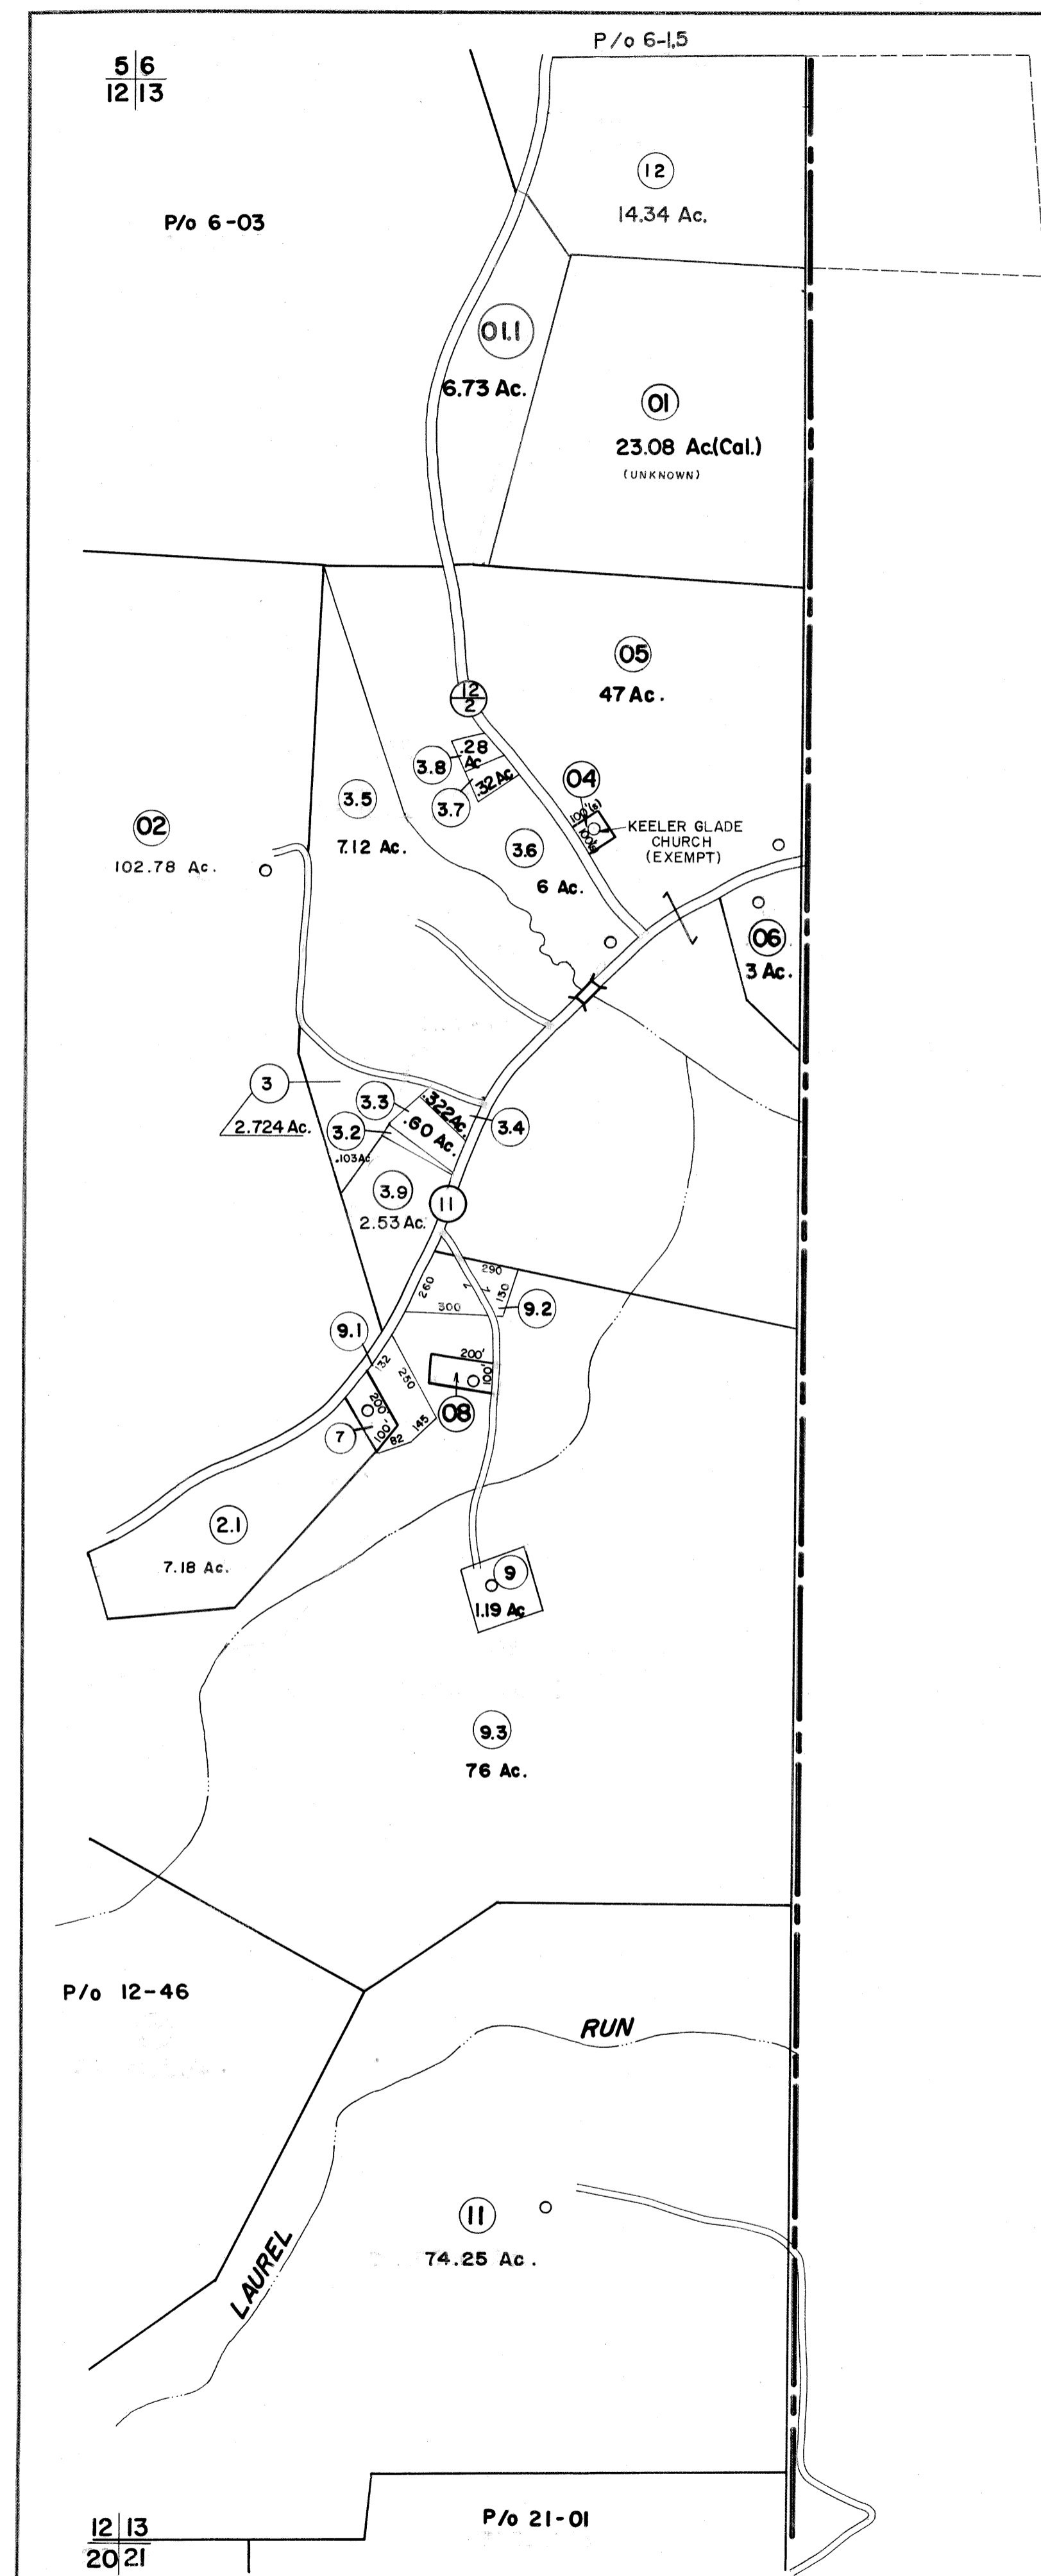 P/o 6-1,5
5 6
12 13
12
14.34 Ac.
P/o 6-03
01.1
6.73 Ac.
01
23.08 Ac.(Cal.)
(UNKNOWN)
05
47 Ac.
12
2
.28
Ac
3.8
.32 Ac
3.7
04
100'(s)
100'(s)
KEELER GLADE
CHURCH
(EXEMPT)
3.5
7.12 Ac.
02
102.78 Ac.
3.6
6 Ac.
06
3 Ac.
3
2.724 Ac.
3.3
.322 Ac.
3.4
.60 Ac.
3.2
.103 Ac
3.9
2.53 Ac.
11
290
260
130
300
9.2
9.1
132
250
200'
100'
08
200'
100'
7
145
82
2.1
7.18 Ac.
9
1.19 Ac
9.3
76 Ac.
P/o 12-46
RUN
LAUREL
11
74.25 Ac.
P/o 21-01
12 13
20 21